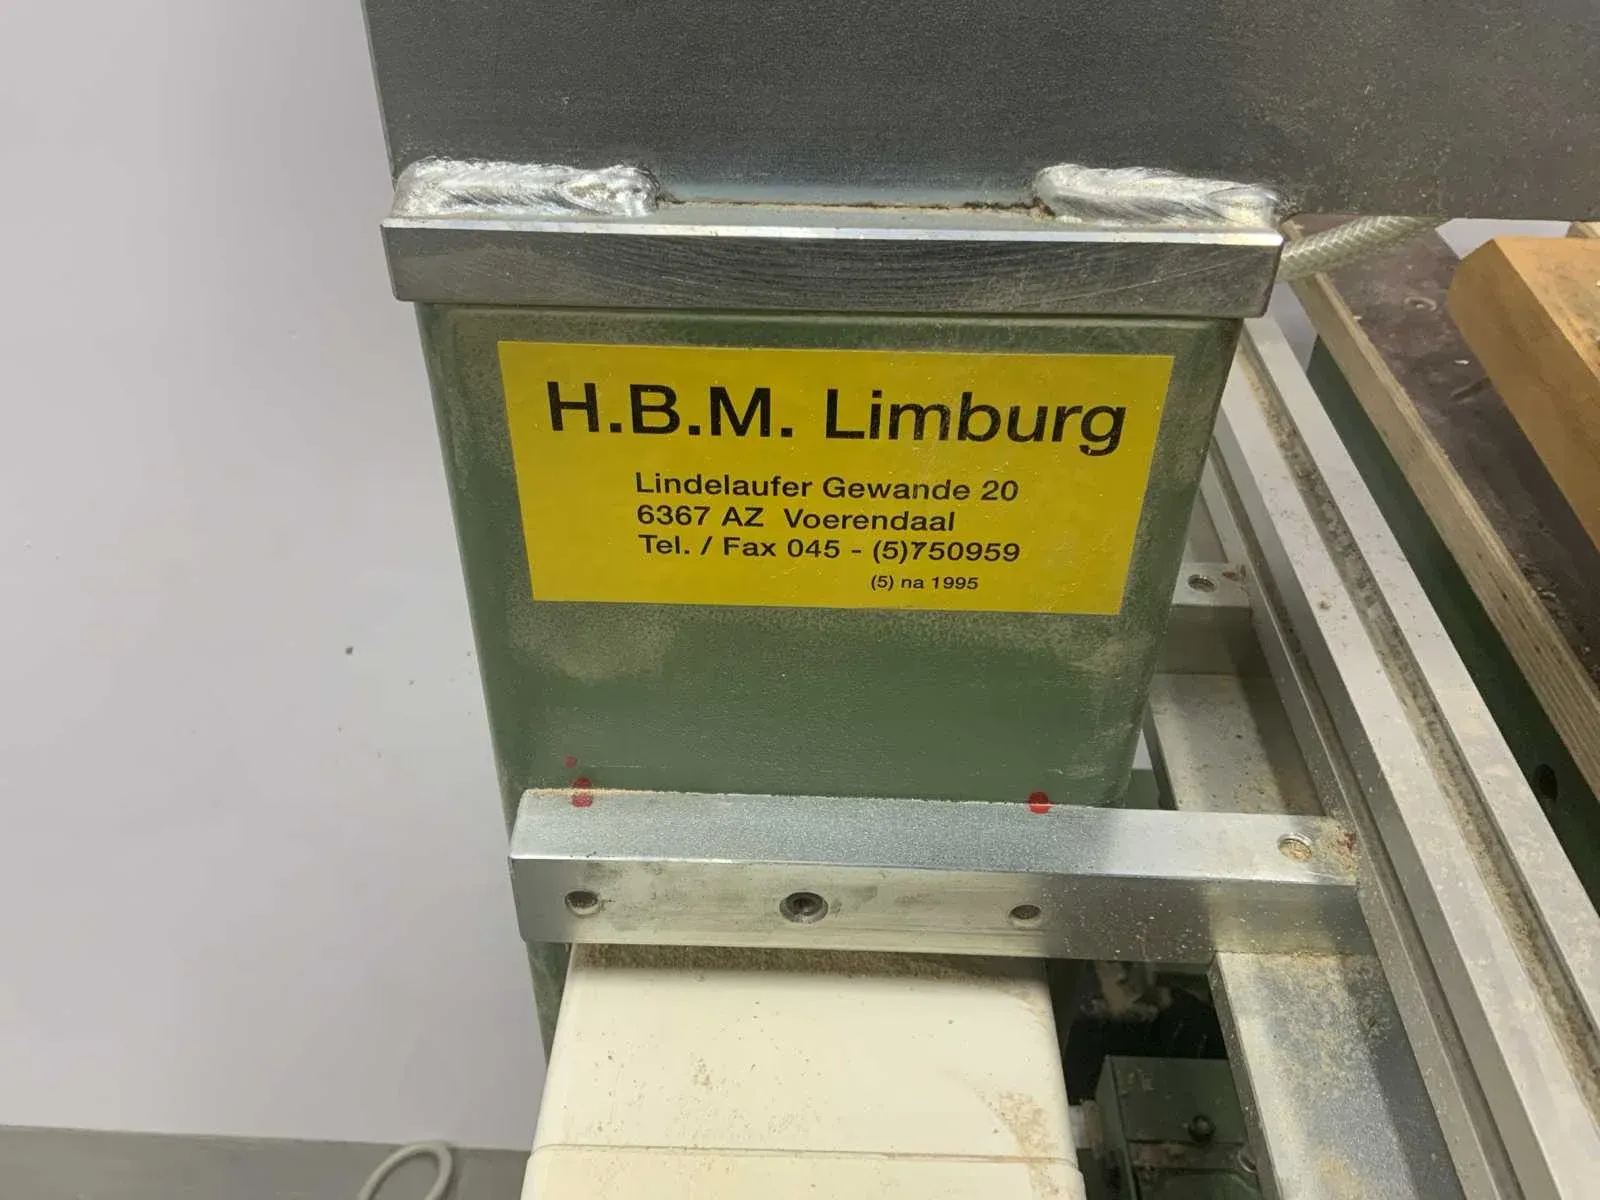 H.B.M. Limburg
Lindelaufer Gewande 20
6367 AZ Voerendaal
Tel. / Fax 045 - (5)750959
(5) na 1995